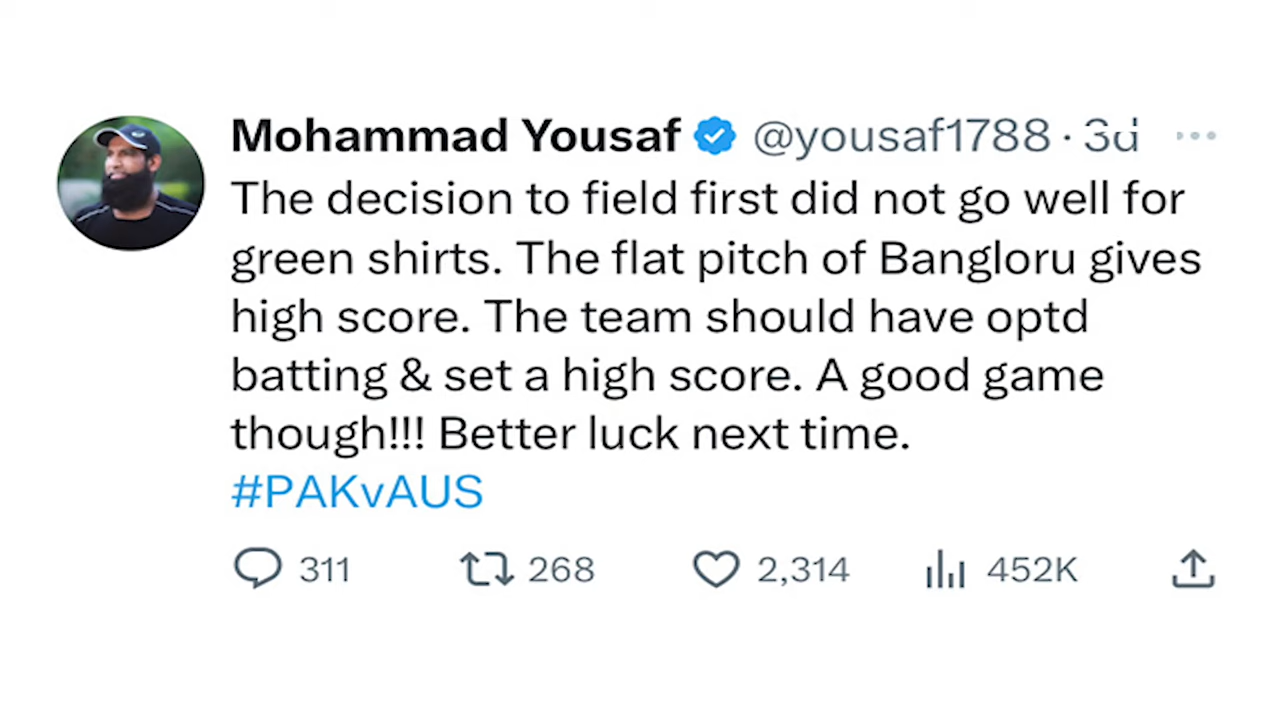 Mohammad Yousaf @yousaf1788 · 3d
The decision to field first did not go well for
green shirts. The flat pitch of Bangloru gives
high score. The team should have optd
batting & set a high score. A good game
though!!! Better luck next time.
#PAKvAUS
311 268 2,314 452K